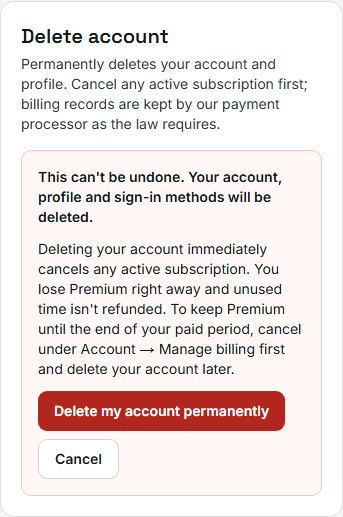 Delete account
Permanently deletes your account and
profile. Cancel any active subscription first;
billing records are kept by our payment
processor as the law requires.
This can't be undone. Your account,
profile and sign-in methods will be
deleted.
Deleting your account immediately
cancels any active subscription. You
lose Premium right away and unused
time isn't refunded. To keep Premium
until the end of your paid period, cancel
under Account → Manage billing first
and delete your account later.
Delete my account permanently
Cancel